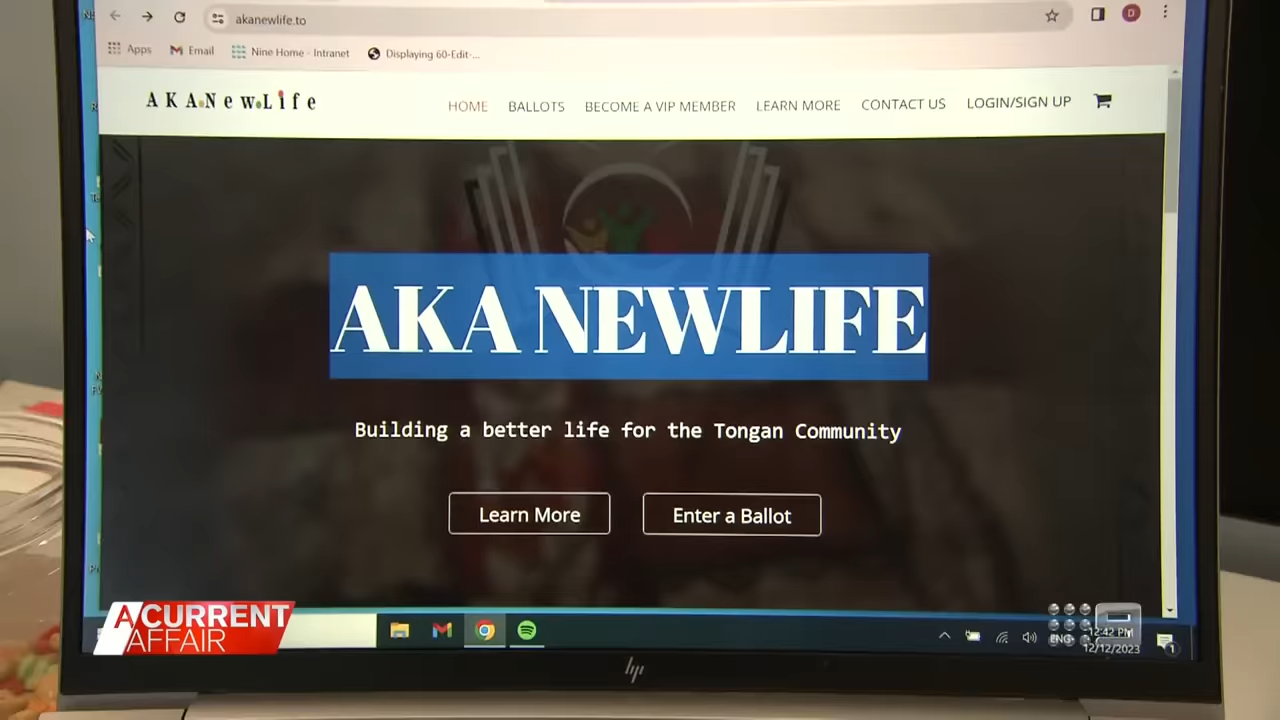 akanewlife.to
D
Apps
Email
Nine Home - Intranet
Displaying 60-Edit-...
AKANewLife
HOME
BALLOTS
BECOME A VIP MEMBER
LEARN MORE
CONTACT US
LOGIN/SIGN UP
AKA NEWLIFE
Building a better life for the Tongan Community
Learn More
Enter a Ballot
A CURRENT
AFFAIR
ENG
12:42 PM
12/12/2023
1
hp